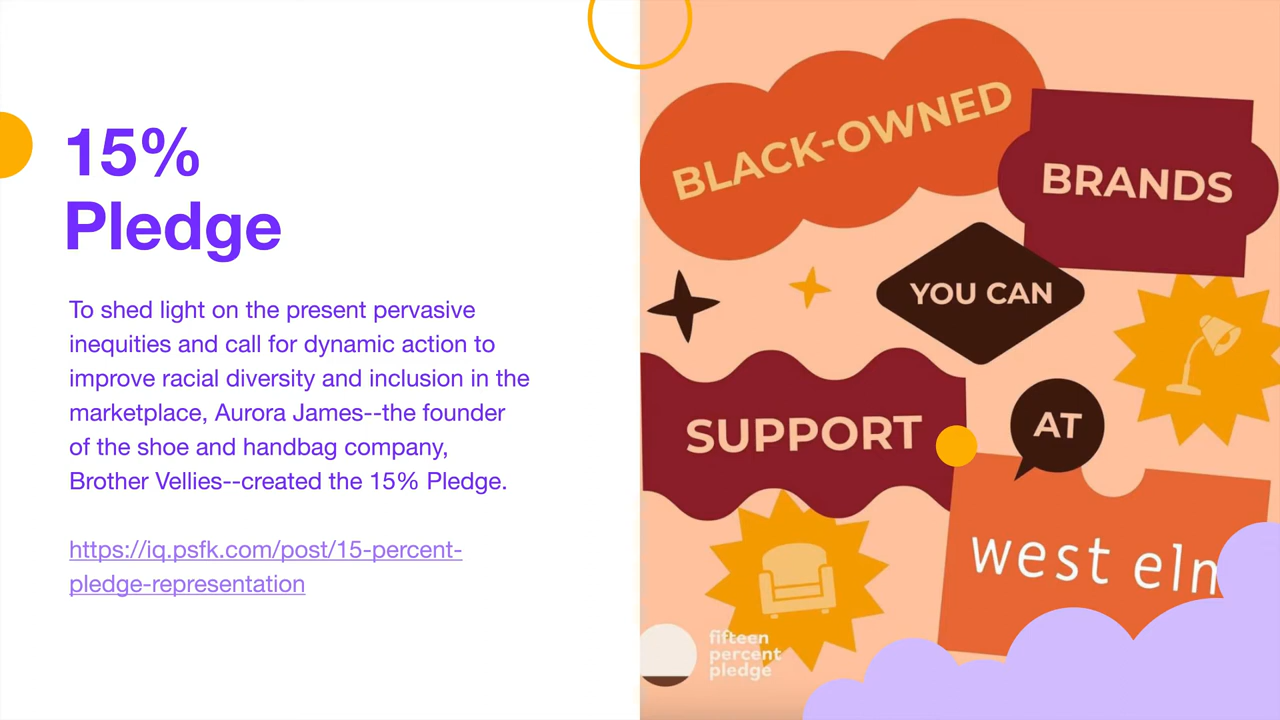 15%
Pledge
To shed light on the present pervasive
inequities and call for dynamic action to
improve racial diversity and inclusion in the
marketplace, Aurora James--the founder
of the shoe and handbag company,
Brother Vellies--created the 15% Pledge.
https://iq.psfk.com/post/15-percent-
pledge-representation
BLACK-OWNED
BRANDS
YOU CAN
SUPPORT
AT
west elm
fifteen
percent
pledge